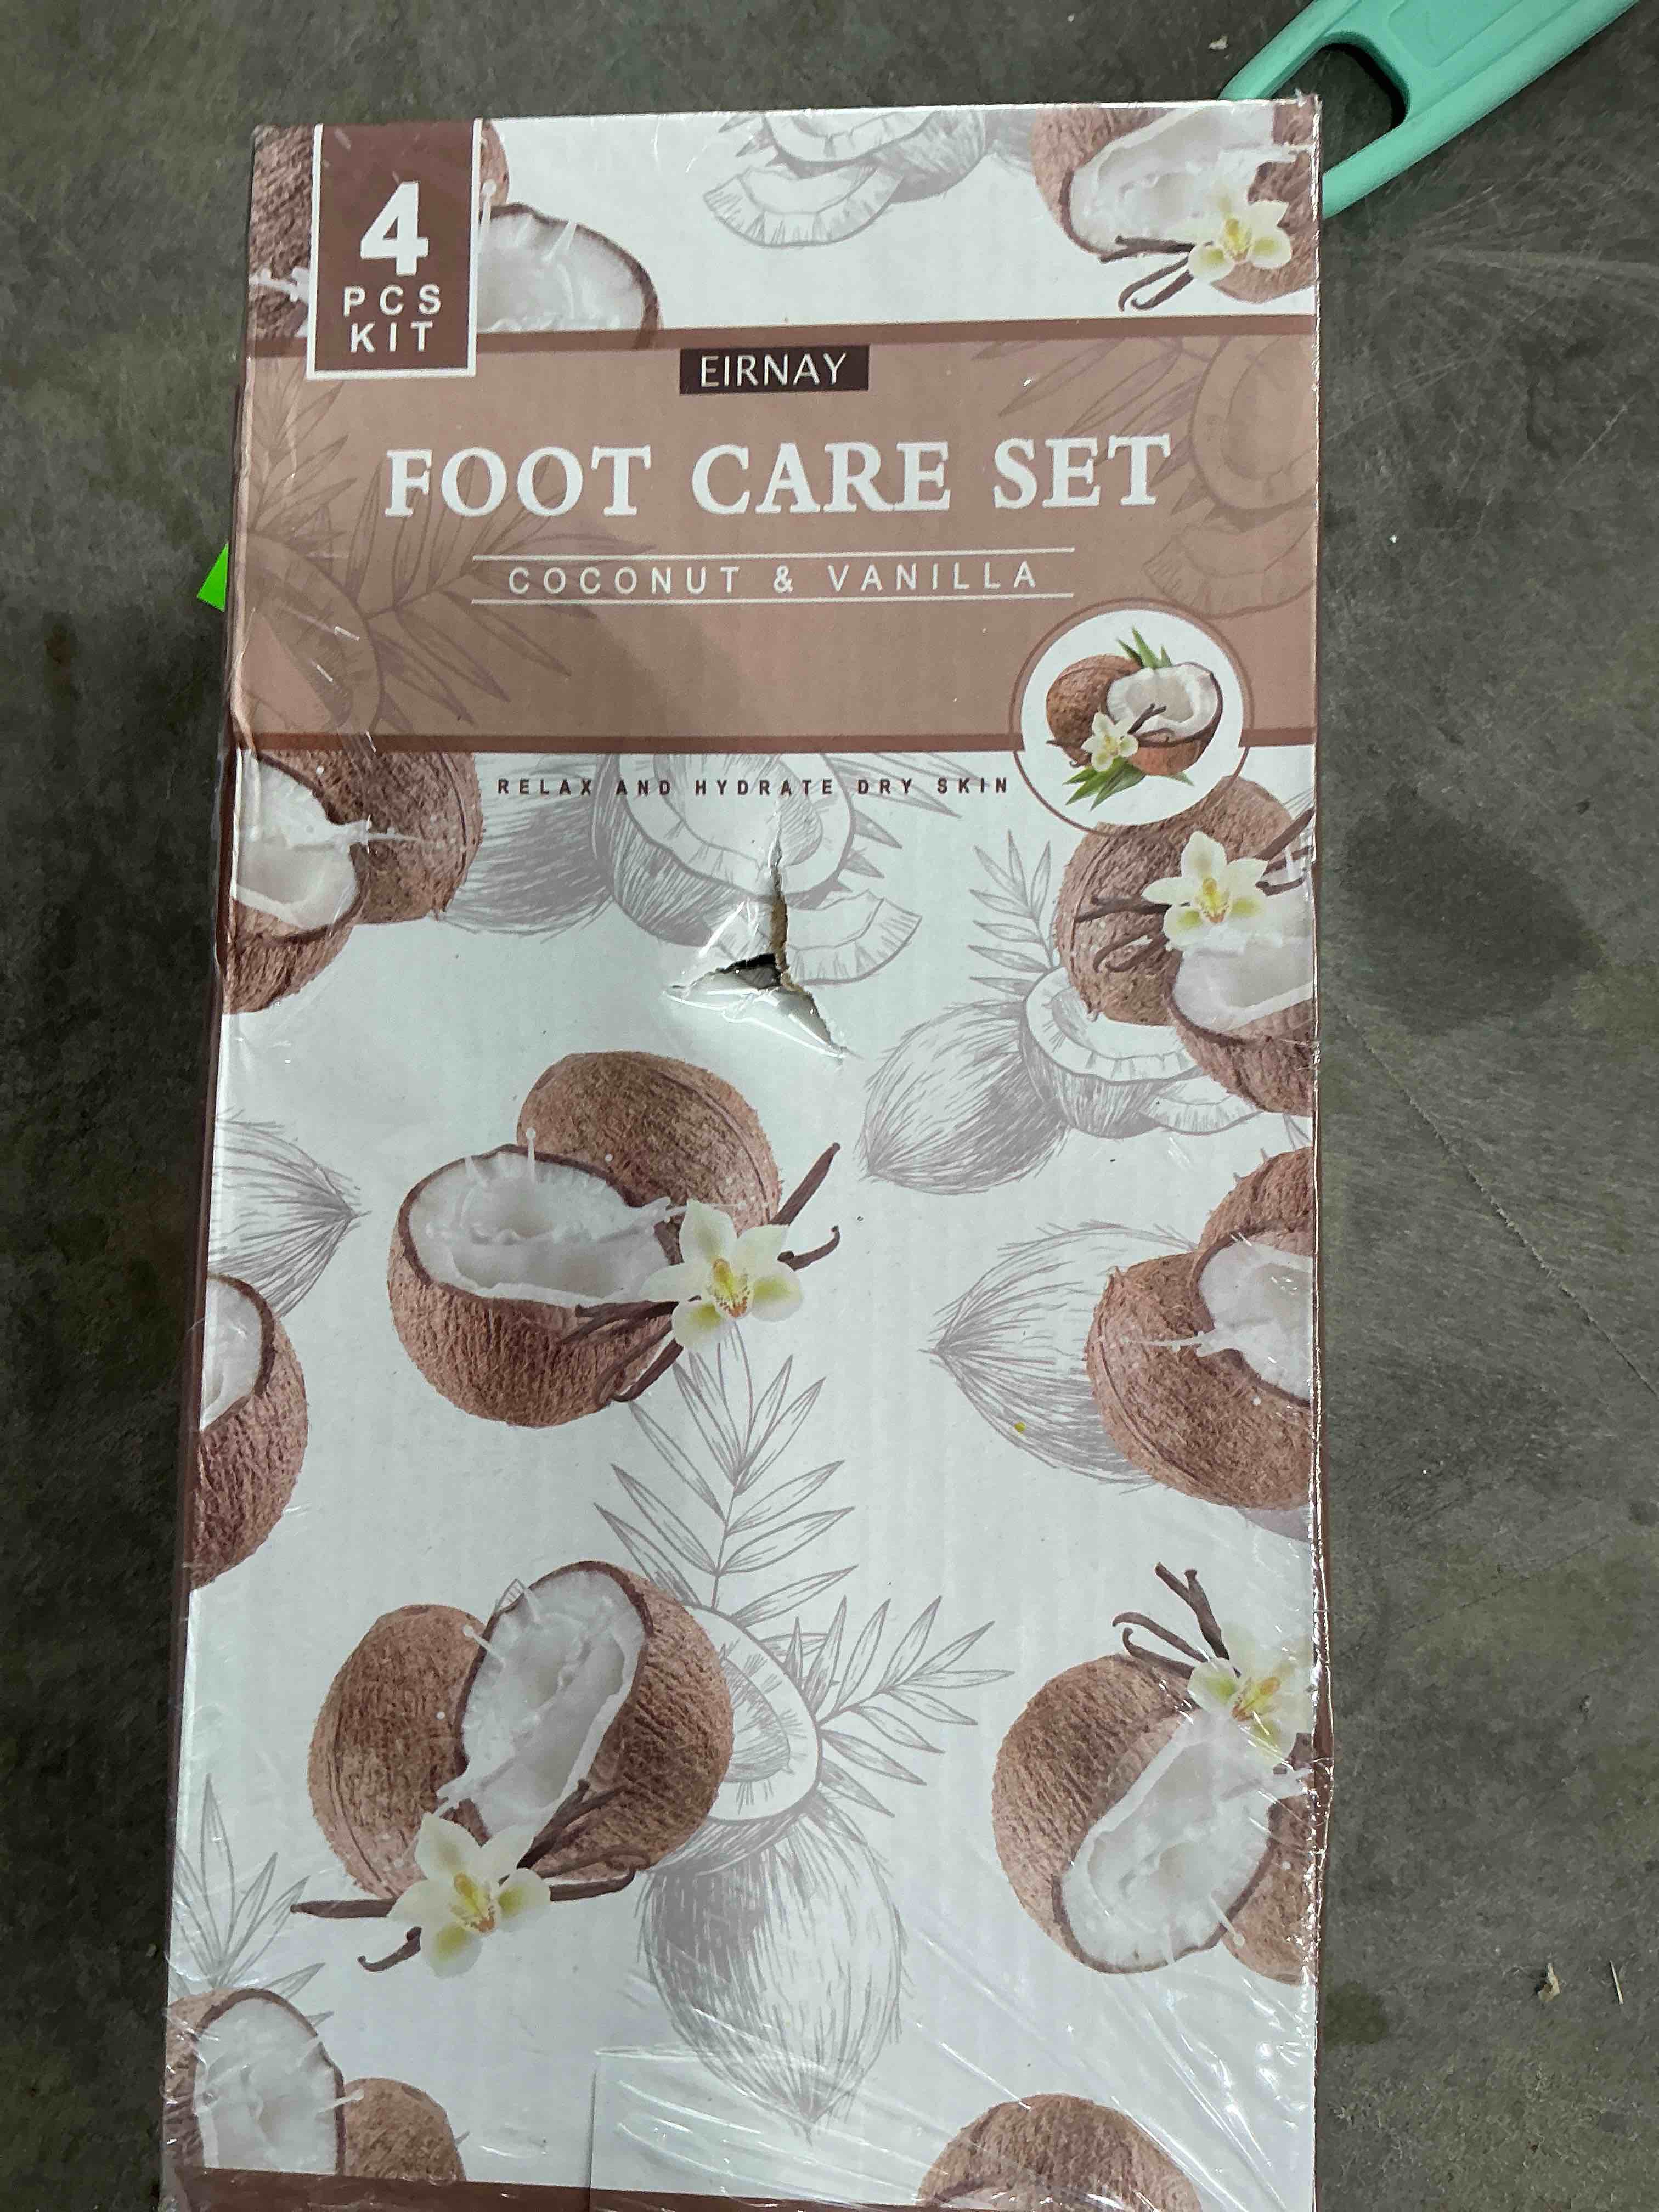 4
PCS
KIT
EIRNAY
FOOT CARE SET
COCONUT & VANILLA
RELAX AND HYDRATE DRY SKIN